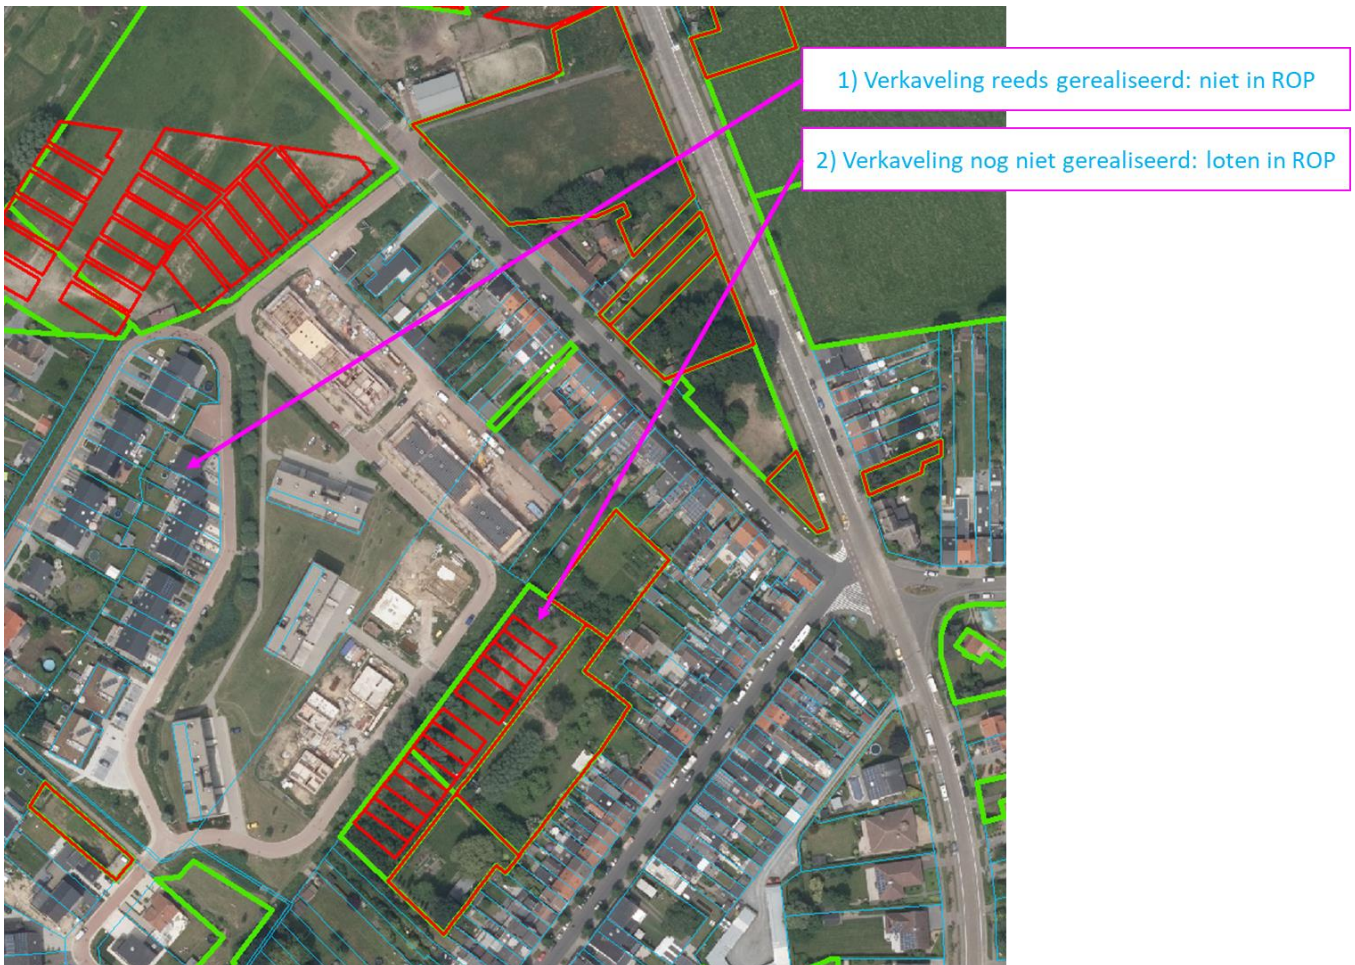 1) Verkaveling reeds gerealiseerd: niet in ROP
2) Verkaveling nog niet gerealiseerd: loten in ROP